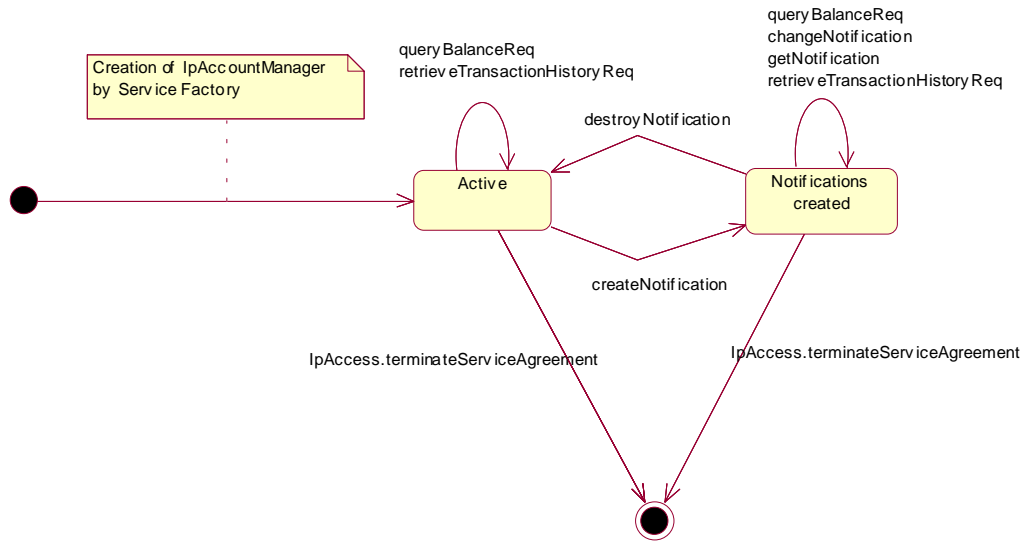 queryBalanceReq
changeNotification
getNotification
retrieveTransactionHistoryReq
queryBalanceReq
retrieveTransactionHistoryReq
Creation of IpAccountManager
by Service Factory
destroyNotification
Active
Notifications
created
createNotification
IpAccess.terminateServiceAgreement
IpAccess.terminateServiceAgreement